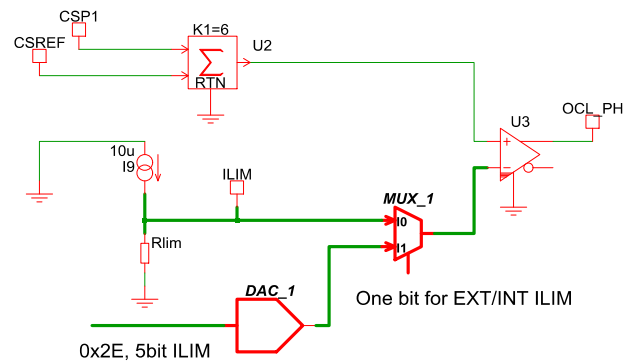 CSP1
K1=6
CSREF
U2
Σ
RTN
OCL_PH
U3
+
−
10u
I9
ILIM
MUX_1
I0
I1
Rlim
DAC_1
One bit for EXT/INT ILIM
0x2E, 5bit ILIM